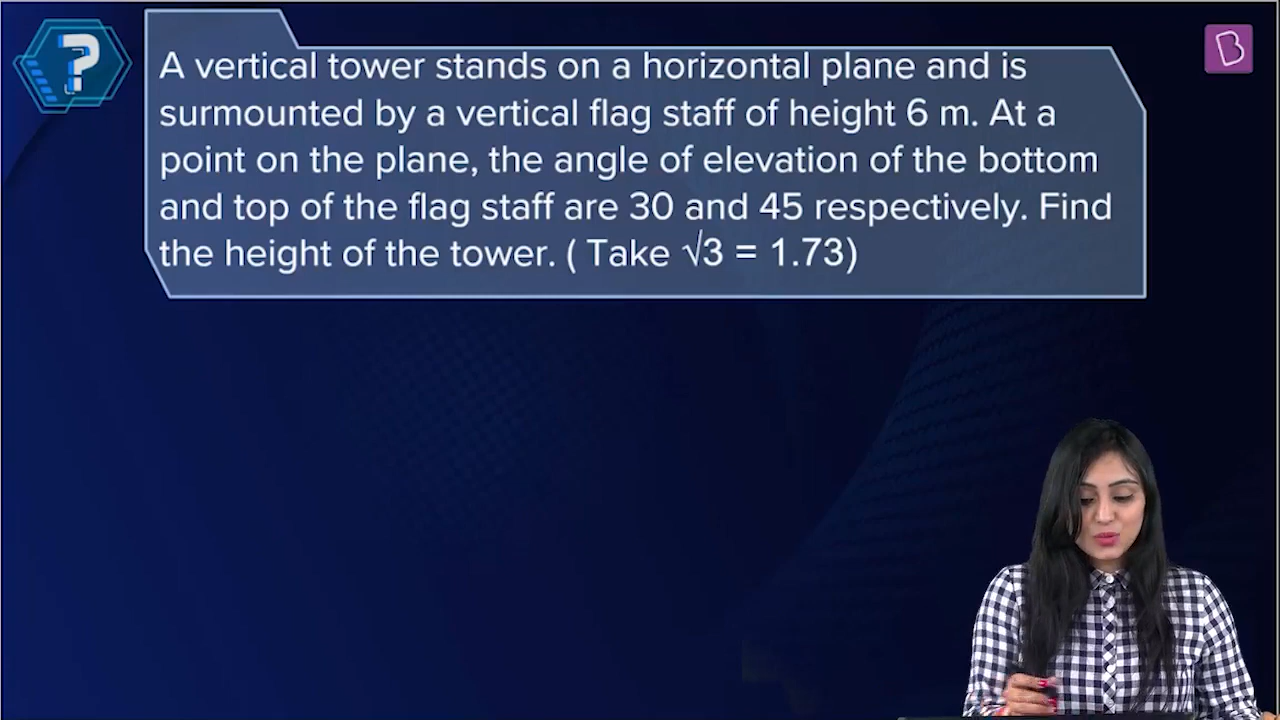 ?
A vertical tower stands on a horizontal plane and is
surmounted by a vertical flag staff of height 6 m. At a
point on the plane, the angle of elevation of the bottom
and top of the flag staff are 30 and 45 respectively. Find
the height of the tower. ( Take √3 = 1.73)
B